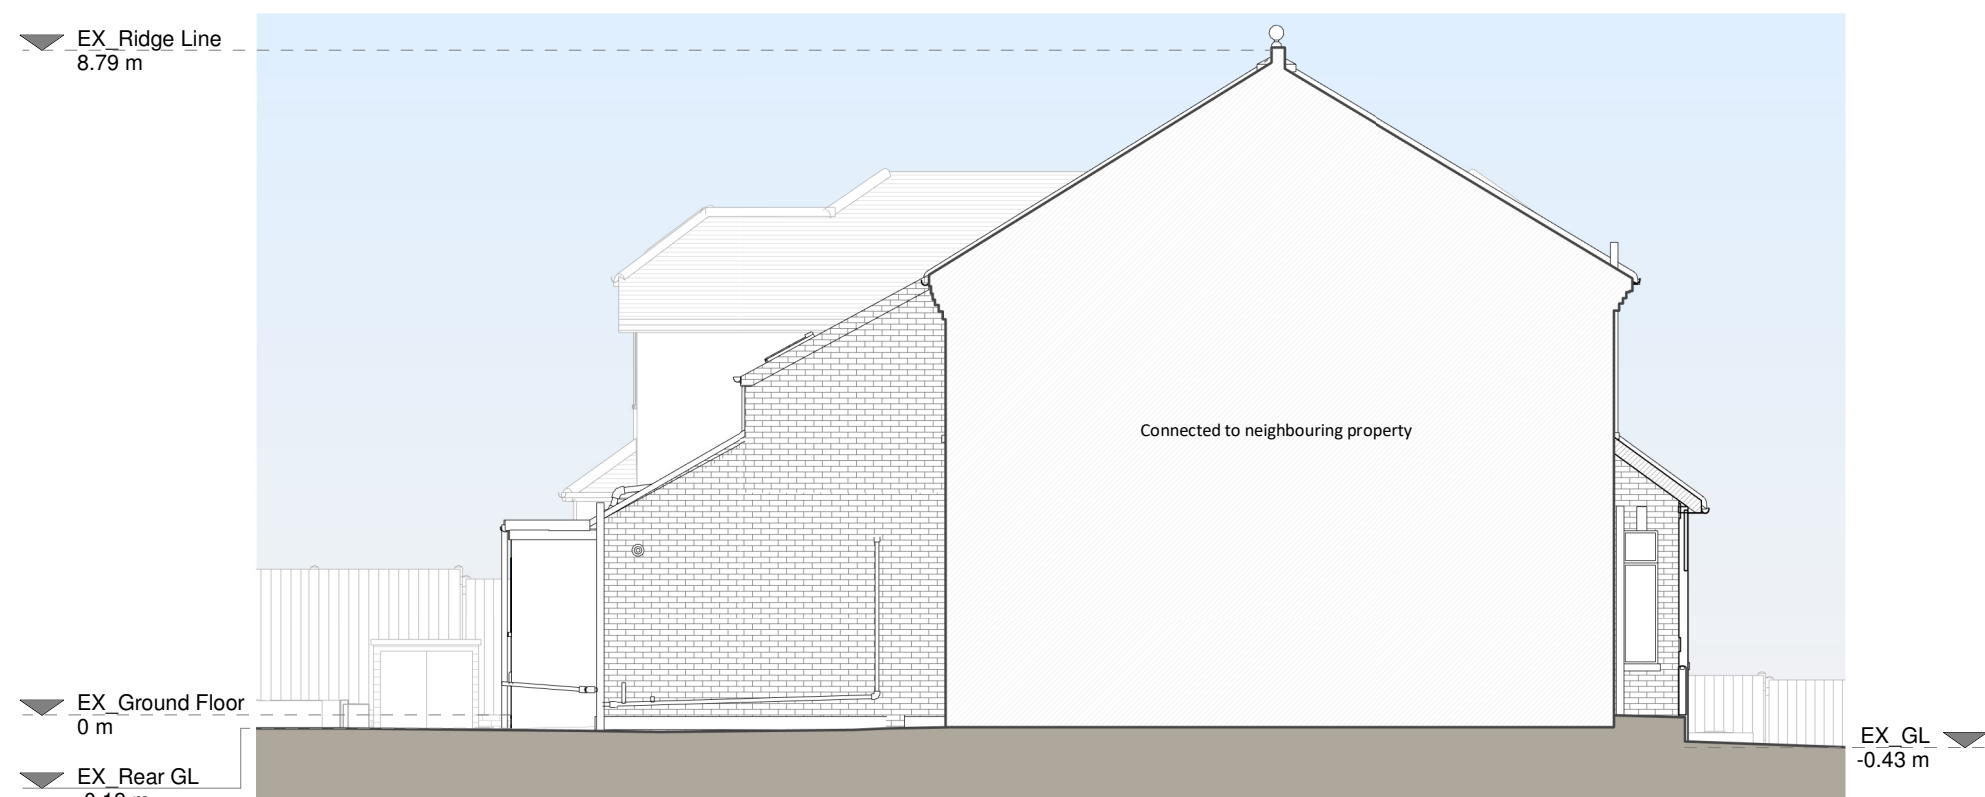 EX_Ridge Line
8.79 m
Connected to neighbouring property
EX_Ground Floor
0 m
EX_GL
-0.43 m
EX_Rear GL